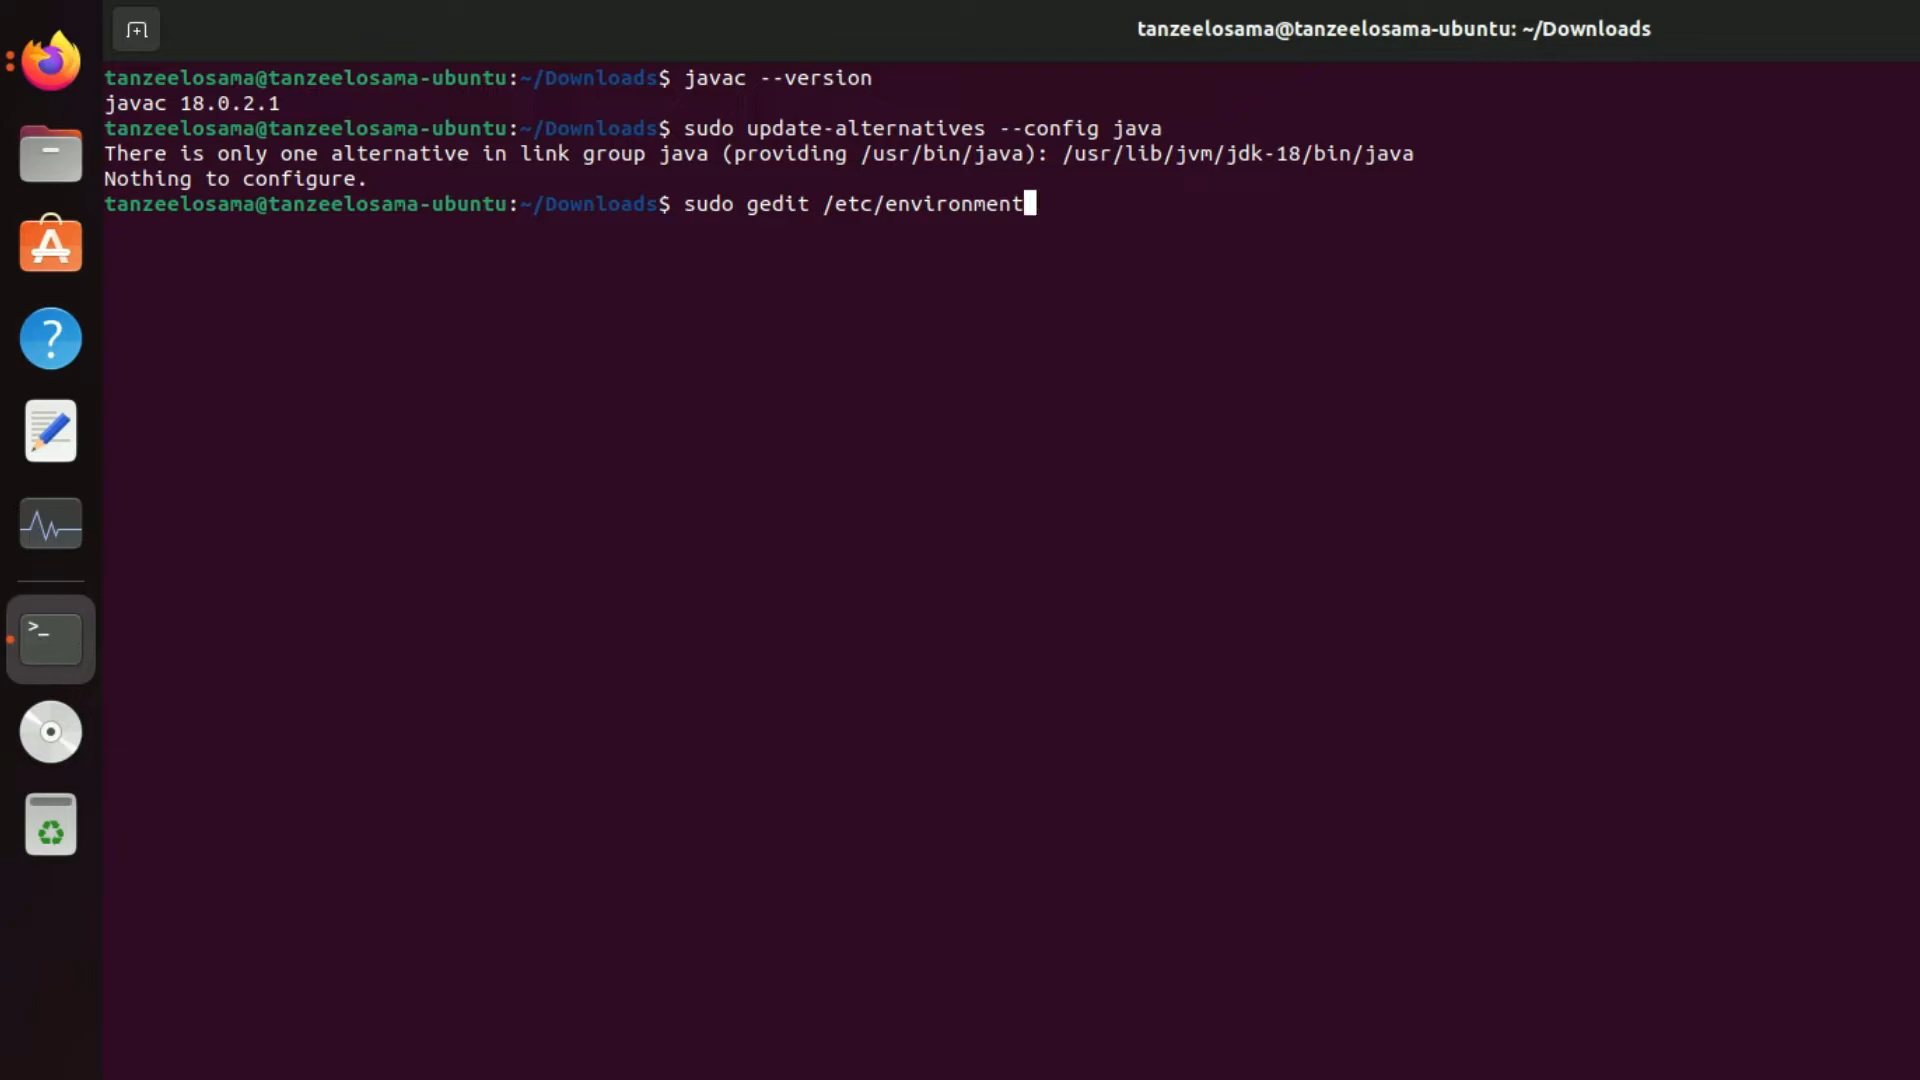 tanzeelosama@tanzeelosama-ubuntu: ~/Downloads
tanzeelosama@tanzeelosama-ubuntu:~/Downloads$ javac --version
javac 18.0.2.1
tanzeelosama@tanzeelosama-ubuntu:~/Downloads$ sudo update-alternatives --config java
There is only one alternative in link group java (providing /usr/bin/java): /usr/lib/jvm/jdk-18/bin/java
Nothing to configure.
tanzeelosama@tanzeelosama-ubuntu:~/Downloads$ sudo gedit /etc/environment